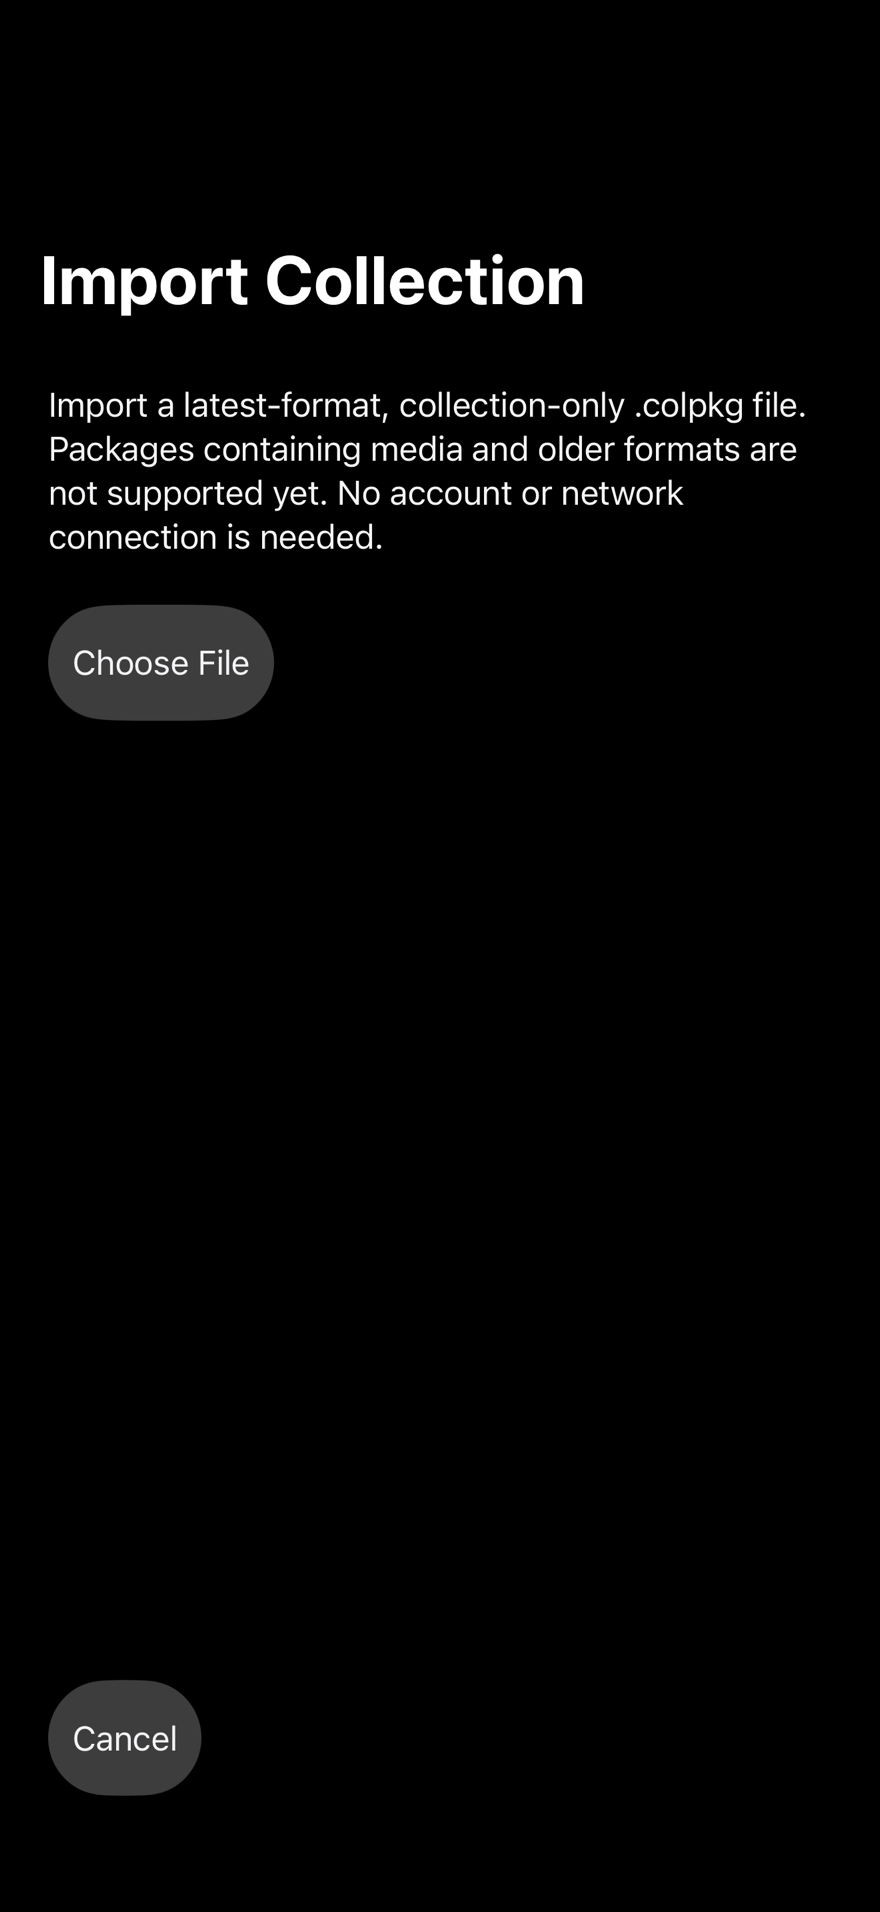 Import Collection
Import a latest-format, collection-only .colpkg file.
Packages containing media and older formats are
not supported yet. No account or network
connection is needed.
Choose File
Cancel